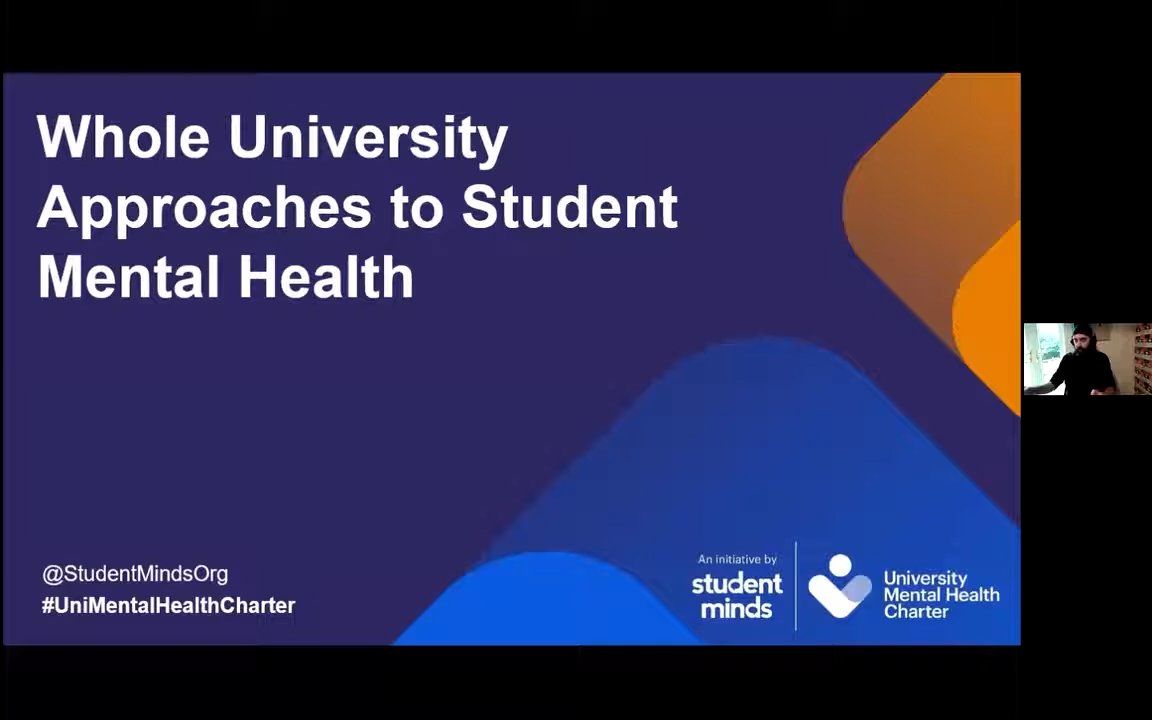 Whole University
Approaches to Student
Mental Health
@StudentMindsOrg
#UniMentalHealthCharter
An initiative by
student
minds
University
Mental Health
Charter